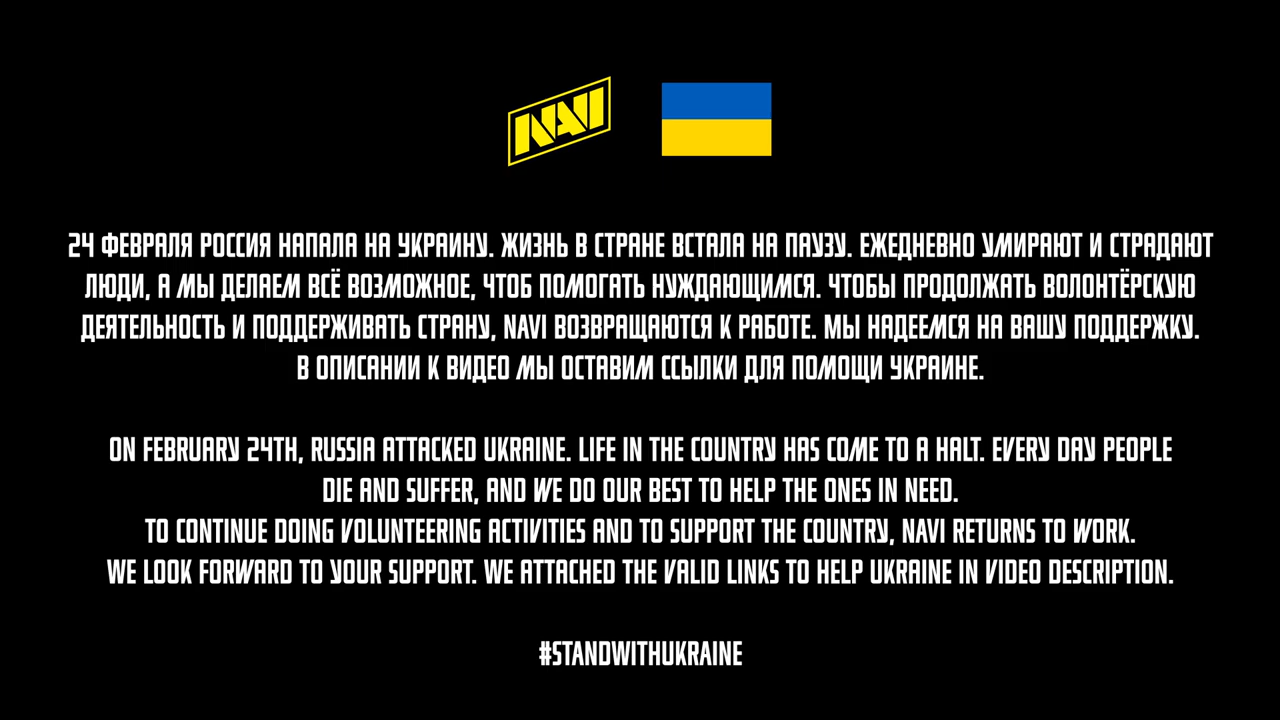 NAVI
24 ФЕВРАЛЯ РОССИЯ НАПАЛА НА УКРАИНУ. ЖИЗНЬ В СТРАНЕ ВСТАЛА НА ПАУЗУ. ЕЖЕДНЕВНО УМИРАЮТ И СТРАДАЮТ
ЛЮДИ, А МЫ ДЕЛАЕМ ВСЁ ВОЗМОЖНОЕ, ЧТОБ ПОМОГАТЬ НУЖДАЮЩИМСЯ. ЧТОБЫ ПРОДОЛЖАТЬ ВОЛОНТЁРСКУЮ
ДЕЯТЕЛЬНОСТЬ И ПОДДЕРЖИВАТЬ СТРАНУ, NAVI ВОЗВРАЩАЮТСЯ К РАБОТЕ. МЫ НАДЕЕМСЯ НА ВАШУ ПОДДЕРЖКУ.
В ОПИСАНИИ К ВИДЕО МЫ ОСТАВИМ ССЫЛКИ ДЛЯ ПОМОЩИ УКРАИНЕ.
ON FEBRUARY 24TH, RUSSIA ATTACKED UKRAINE. LIFE IN THE COUNTRY HAS COME TO A HALT. EVERY DAY PEOPLE
DIE AND SUFFER, AND WE DO OUR BEST TO HELP THE ONES IN NEED.
TO CONTINUE DOING VOLUNTEERING ACTIVITIES AND TO SUPPORT THE COUNTRY, NAVI RETURNS TO WORK.
WE LOOK FORWARD TO YOUR SUPPORT. WE ATTACHED THE VALID LINKS TO HELP UKRAINE IN VIDEO DESCRIPTION.
#STANDWITHUKRAINE